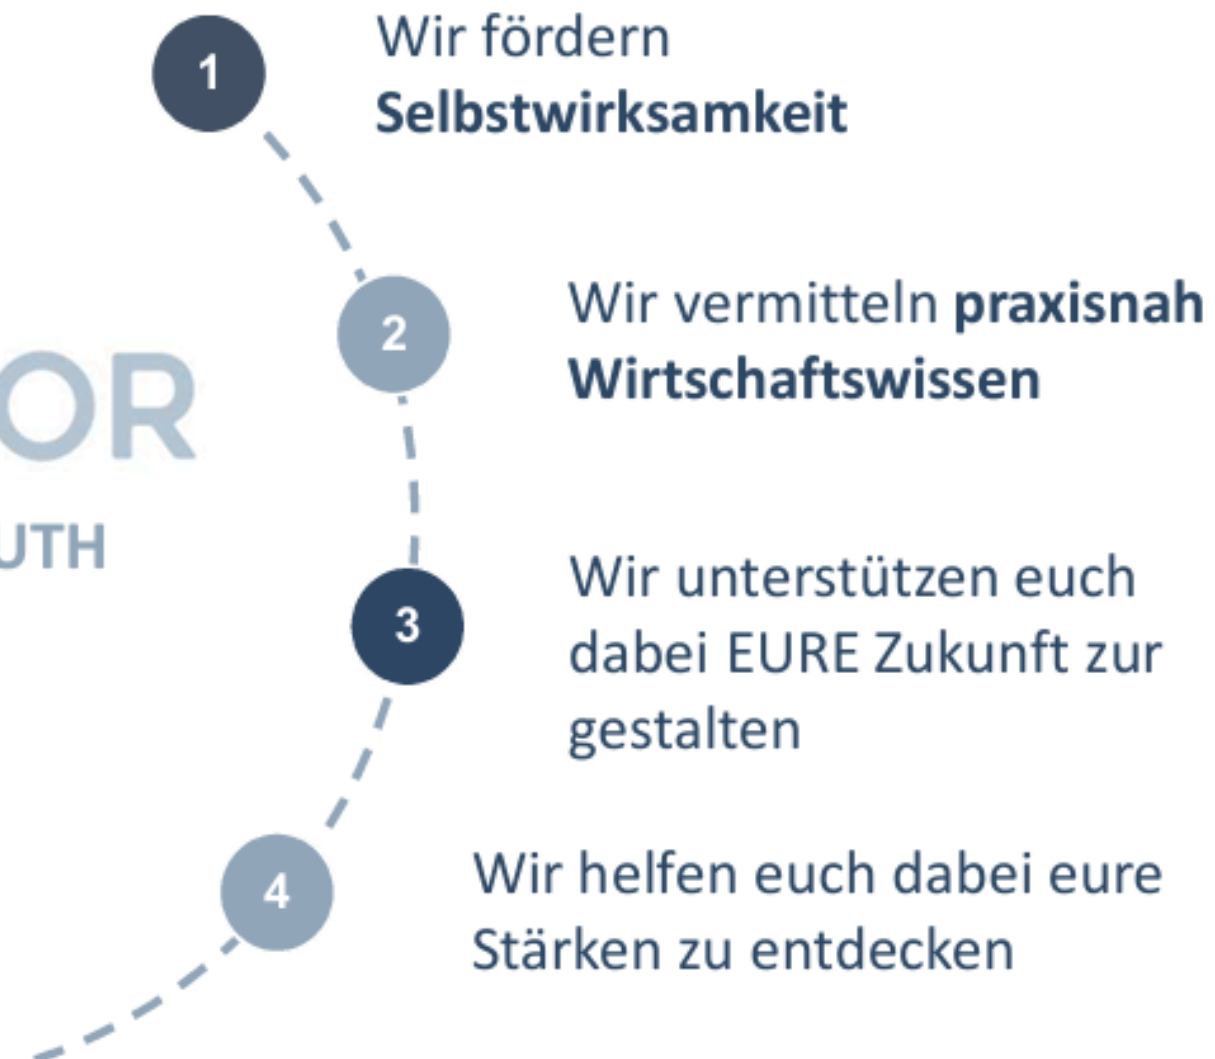 1
Wir fördern
Selbstwirksamkeit
2
Wir vermitteln praxisnah
Wirtschaftswissen
OR
UTH
3
Wir unterstützen euch
dabei EURE Zukunft zur
gestalten
4
Wir helfen euch dabei eure
Stärken zu entdecken